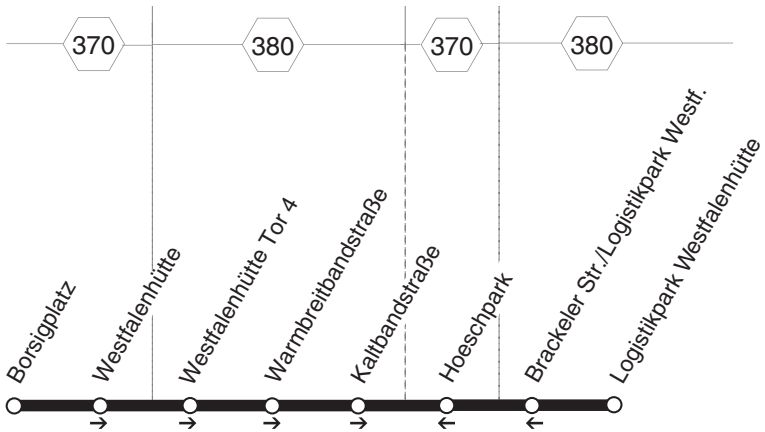 370
380
370
380
Borsigplatz
Westfalenhütte
Westfalenhütte Tor 4
Warmbreitbandstraße
Kaltbandstraße
Hoeschpark
Brackeler Str./Logistikpark Westf.
Logistikpark Westfalenhütte